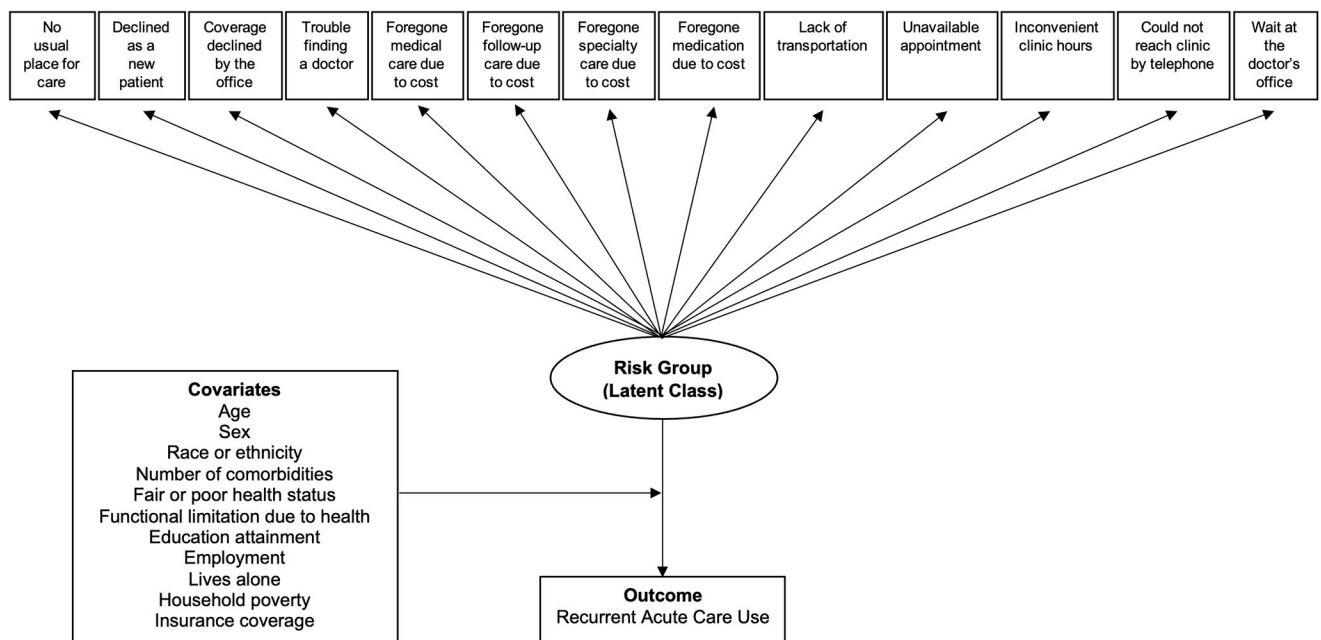 No
usual
place for
care
Declined
as a
new
patient
Coverage
declined
by the
office
Trouble
finding
a doctor
Foregone
medical
care due
to cost
Foregone
follow-up
care due
to cost
Foregone
specialty
care due
to cost
Foregone
medication
due to cost
Lack of
transportation
Unavailable
appointment
Inconvenient
clinic hours
Could not
reach clinic
by telephone
Wait at
the
doctor's
office
Risk Group
(Latent Class)
Covariates
Age
Sex
Race or ethnicity
Number of comorbidities
Fair or poor health status
Functional limitation due to health
Education attainment
Employment
Lives alone
Household poverty
Insurance coverage
Outcome
Recurrent Acute Care Use